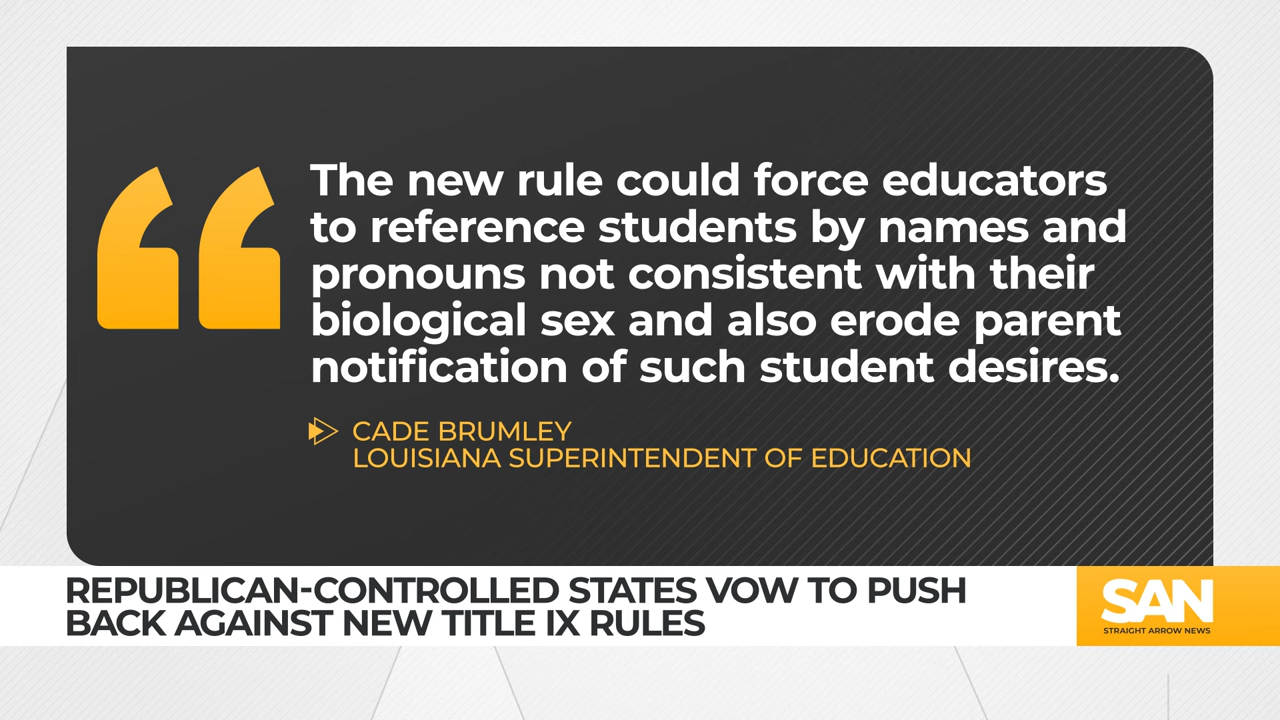 The new rule could force educators
to reference students by names and
pronouns not consistent with their
biological sex and also erode parent
notification of such student desires.
CADE BRUMLEY
LOUISIANA SUPERINTENDENT OF EDUCATION
REPUBLICAN-CONTROLLED STATES VOW TO PUSH
BACK AGAINST NEW TITLE IX RULES
SAN
STRAIGHT ARROW NEWS